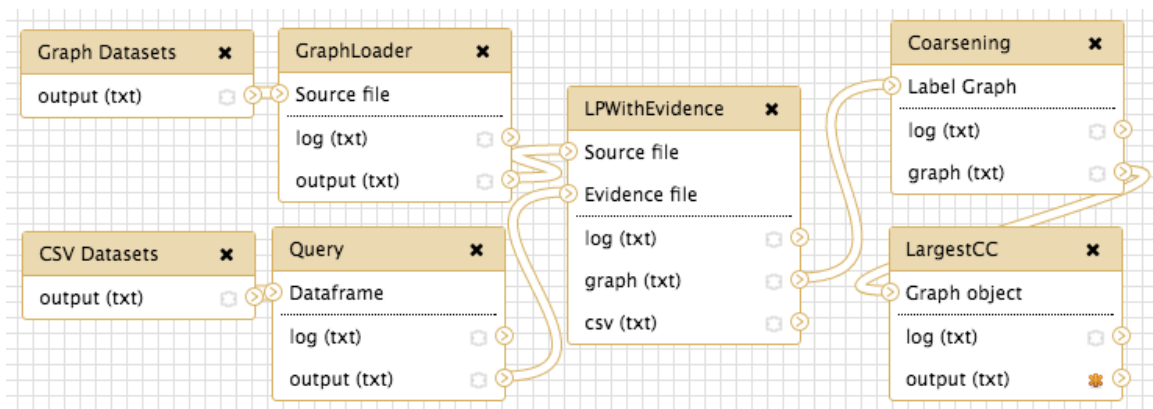 Graph Datasets
output (txt)
GraphLoader
Source file
log (txt)
output (txt)
CSV Datasets
output (txt)
Query
Dataframe
log (txt)
output (txt)
LPWithEvidence
Source file
Evidence file
log (txt)
graph (txt)
csv (txt)
Coarsening
Label Graph
log (txt)
graph (txt)
LargestCC
Graph object
log (txt)
output (txt)